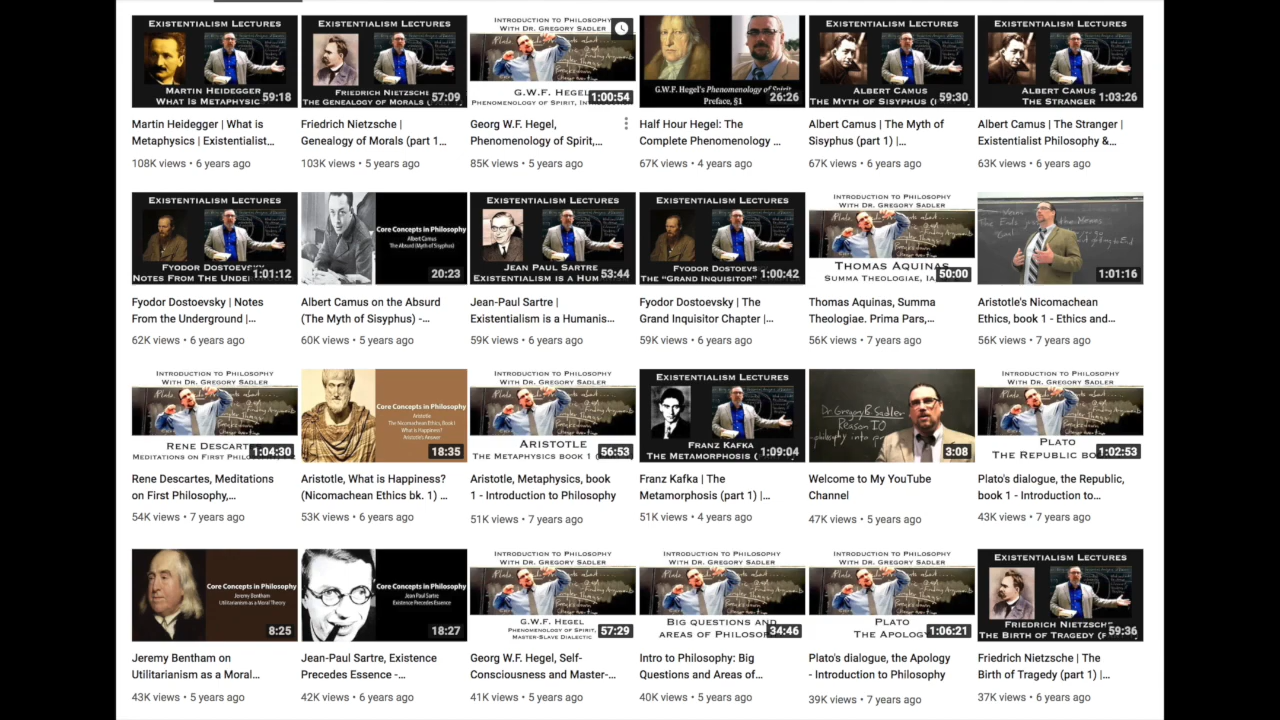 EXISTENTIALISM LECTURES
MARTIN HEIDEGGER
WHAT IS METAPHYSIC
59:18
Martin Heidegger | What is
Metaphysics | Existentialist...
108K views • 6 years ago
EXISTENTIALISM LECTURES
FRIEDRICH NIETZSCHE
THE GENEALOGY OF MORALS (
57:09
Friedrich Nietzsche |
Genealogy of Morals (part 1...
103K views • 5 years ago
INTRODUCTION TO PHILOSOPHY
WITH DR. GREGORY SADLER
G.W.F. HEGEL
PHENOMENOLOGY OF SPIRIT,
1:00:54
Georg W.F. Hegel,
Phenomenology of Spirit,...
85K views • 5 years ago
G.W.F. Hegel's Phenomenology of Spirit
Preface, §1
26:26
Half Hour Hegel: The
Complete Phenomenology ...
67K views • 4 years ago
EXISTENTIALISM LECTURES
ALBERT CAMUS
THE MYTH OF SISYPHUS (
59:30
Albert Camus | The Myth of
Sisyphus (part 1) |...
67K views • 6 years ago
EXISTENTIALISM LECTURES
ALBERT CAMUS
THE STRANGER
1:03:26
Albert Camus | The Stranger |
Existentialist Philosophy &...
63K views • 6 years ago
EXISTENTIALISM LECTURES
FYODOR DOSTOEVSKY
NOTES FROM THE UNDE
1:01:12
Fyodor Dostoevsky | Notes
From the Underground |...
62K views • 6 years ago
Core Concepts in Philosophy
Albert Camus
The Absurd (Myth of Sisyphus)
20:23
Albert Camus on the Absurd
(The Myth of Sisyphus) -...
60K views • 5 years ago
EXISTENTIALISM LECTURES
JEAN PAUL SARTRE
EXISTENTIALISM IS A HUM
53:44
Jean-Paul Sartre |
Existentialism is a Humanis...
59K views • 6 years ago
EXISTENTIALISM LECTURES
FYODOR DOSTOEVS
THE "GRAND INQUISITOR"
1:00:42
Fyodor Dostoevsky | The
Grand Inquisitor Chapter |...
59K views • 6 years ago
INTRODUCTION TO PHILOSOPHY
WITH DR. GREGORY SADLER
THOMAS AQUINAS
SUMMA THEOLOGIAE, IA
50:00
Thomas Aquinas, Summa
Theologiae. Prima Pars,...
56K views • 7 years ago
1:01:16
Aristotle's Nicomachean
Ethics, book 1 - Ethics and...
56K views • 7 years ago
INTRODUCTION TO PHILOSOPHY
WITH DR. GREGORY SADLER
RENE DESCART
MEDITATIONS ON FIRST PHILO
1:04:30
Rene Descartes, Meditations
on First Philosophy,...
54K views • 7 years ago
Core Concepts in Philosophy
Aristotle
The Nicomachean Ethics, Book I
What is Happiness?
Aristotle's Answer
18:35
Aristotle, What is Happiness?
(Nicomachean Ethics bk. 1) ...
53K views • 6 years ago
INTRODUCTION TO PHILOSOPHY
WITH DR. GREGORY SADLER
ARISTOTLE
THE METAPHYSICS BOOK 1 (
56:53
Aristotle, Metaphysics, book
1 - Introduction to Philosophy
51K views • 7 years ago
EXISTENTIALISM LECTURES
FRANZ KAFKA
THE METAMORPHOSIS (
1:09:04
Franz Kafka | The
Metamorphosis (part 1) |...
51K views • 4 years ago
Dr Gregory B Sadler
Reason IO
philosophy into pr
3:08
Welcome to My YouTube
Channel
47K views • 5 years ago
INTRODUCTION TO PHILOSOPHY
WITH DR. GREGORY SADLER
PLATO
THE REPUBLIC BO
1:02:53
Plato's dialogue, the Republic,
book 1 - Introduction to...
43K views • 7 years ago
Core Concepts in Philosophy
Jeremy Bentham
Utilitarianism as a Moral Theory
8:25
Jeremy Bentham on
Utilitarianism as a Moral...
43K views • 5 years ago
Core Concepts in Philosophy
Jean Paul Sartre
Existence Precedes Essence
18:27
Jean-Paul Sartre, Existence
Precedes Essence -...
42K views • 6 years ago
INTRODUCTION TO PHILOSOPHY
WITH DR. GREGORY SADLER
G.W.F. HEGEL
PHENOMENOLOGY OF SPIRIT,
MASTER-SLAVE DIALECTIC
57:29
Georg W.F. Hegel, Self-
Consciousness and Master-...
41K views • 5 years ago
INTRODUCTION TO PHILOSOPHY
WITH DR. GREGORY SADLER
BIG QUESTIONS AND
AREAS OF PHILOSO
34:46
Intro to Philosophy: Big
Questions and Areas of...
40K views • 5 years ago
INTRODUCTION TO PHILOSOPHY
WITH DR. GREGORY SADLER
PLATO
THE APOLOG
1:06:21
Plato's dialogue, the Apology
- Introduction to Philosophy
39K views • 7 years ago
EXISTENTIALISM LECTURES
FRIEDRICH NIETZSCHE
THE BIRTH OF TRAGEDY (
59:36
Friedrich Nietzsche | The
Birth of Tragedy (part 1) |...
37K views • 6 years ago